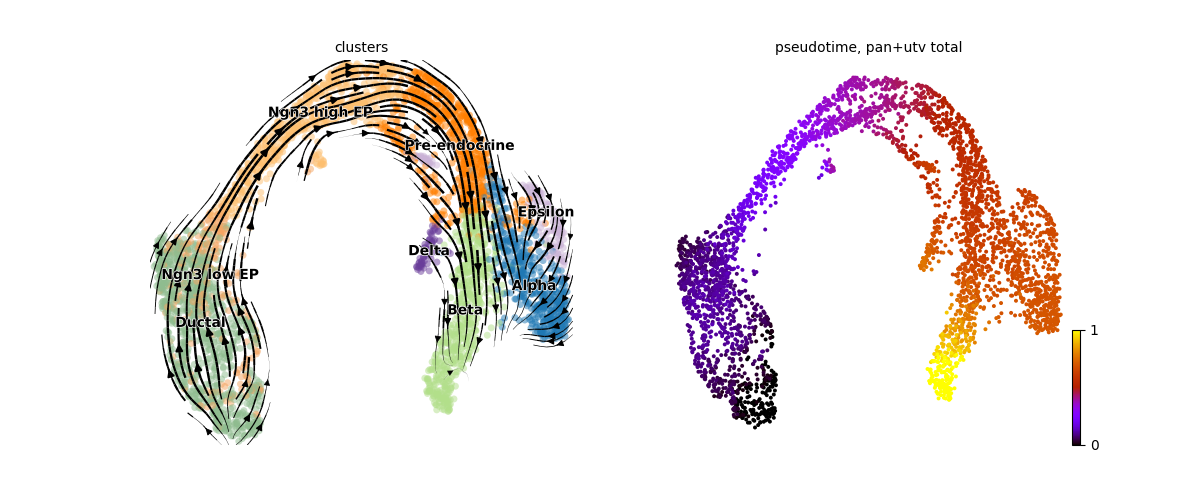 clusters
pseudotime, pan+utv total
Ngn3 high EP
Pre-endocrine
Epsilon
Delta
Ngn3 low EP
Alpha
Beta
Ductal
1
0